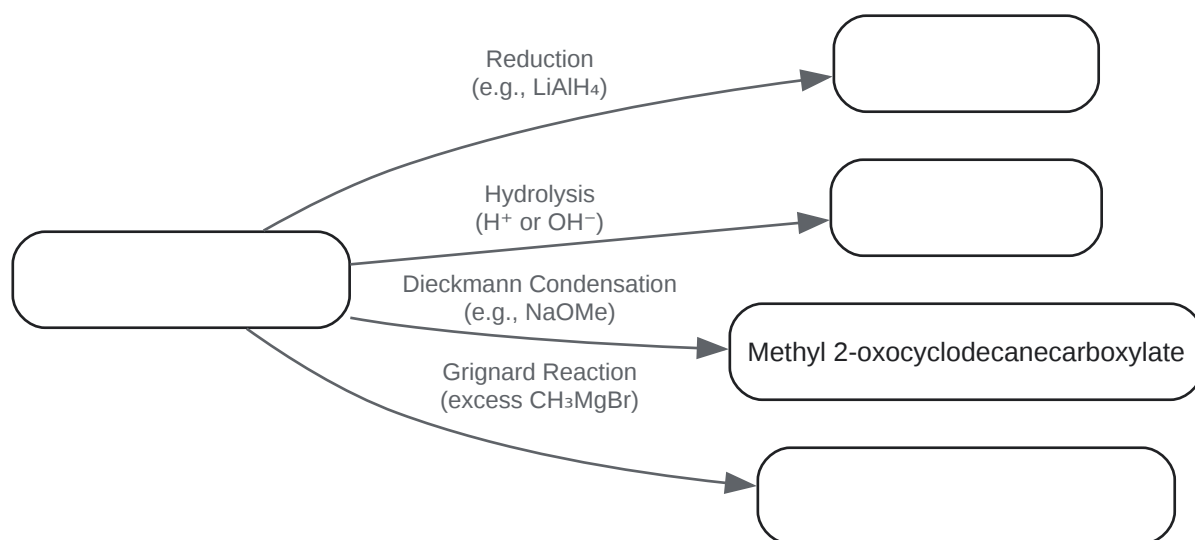 Reduction
(e.g., LiAlH₄)
Hydrolysis
(H⁺ or OH⁻)
Dieckmann Condensation
(e.g., NaOMe)
Methyl 2-oxocyclodecanecarboxylate
Grignard Reaction
(excess CH₃MgBr)